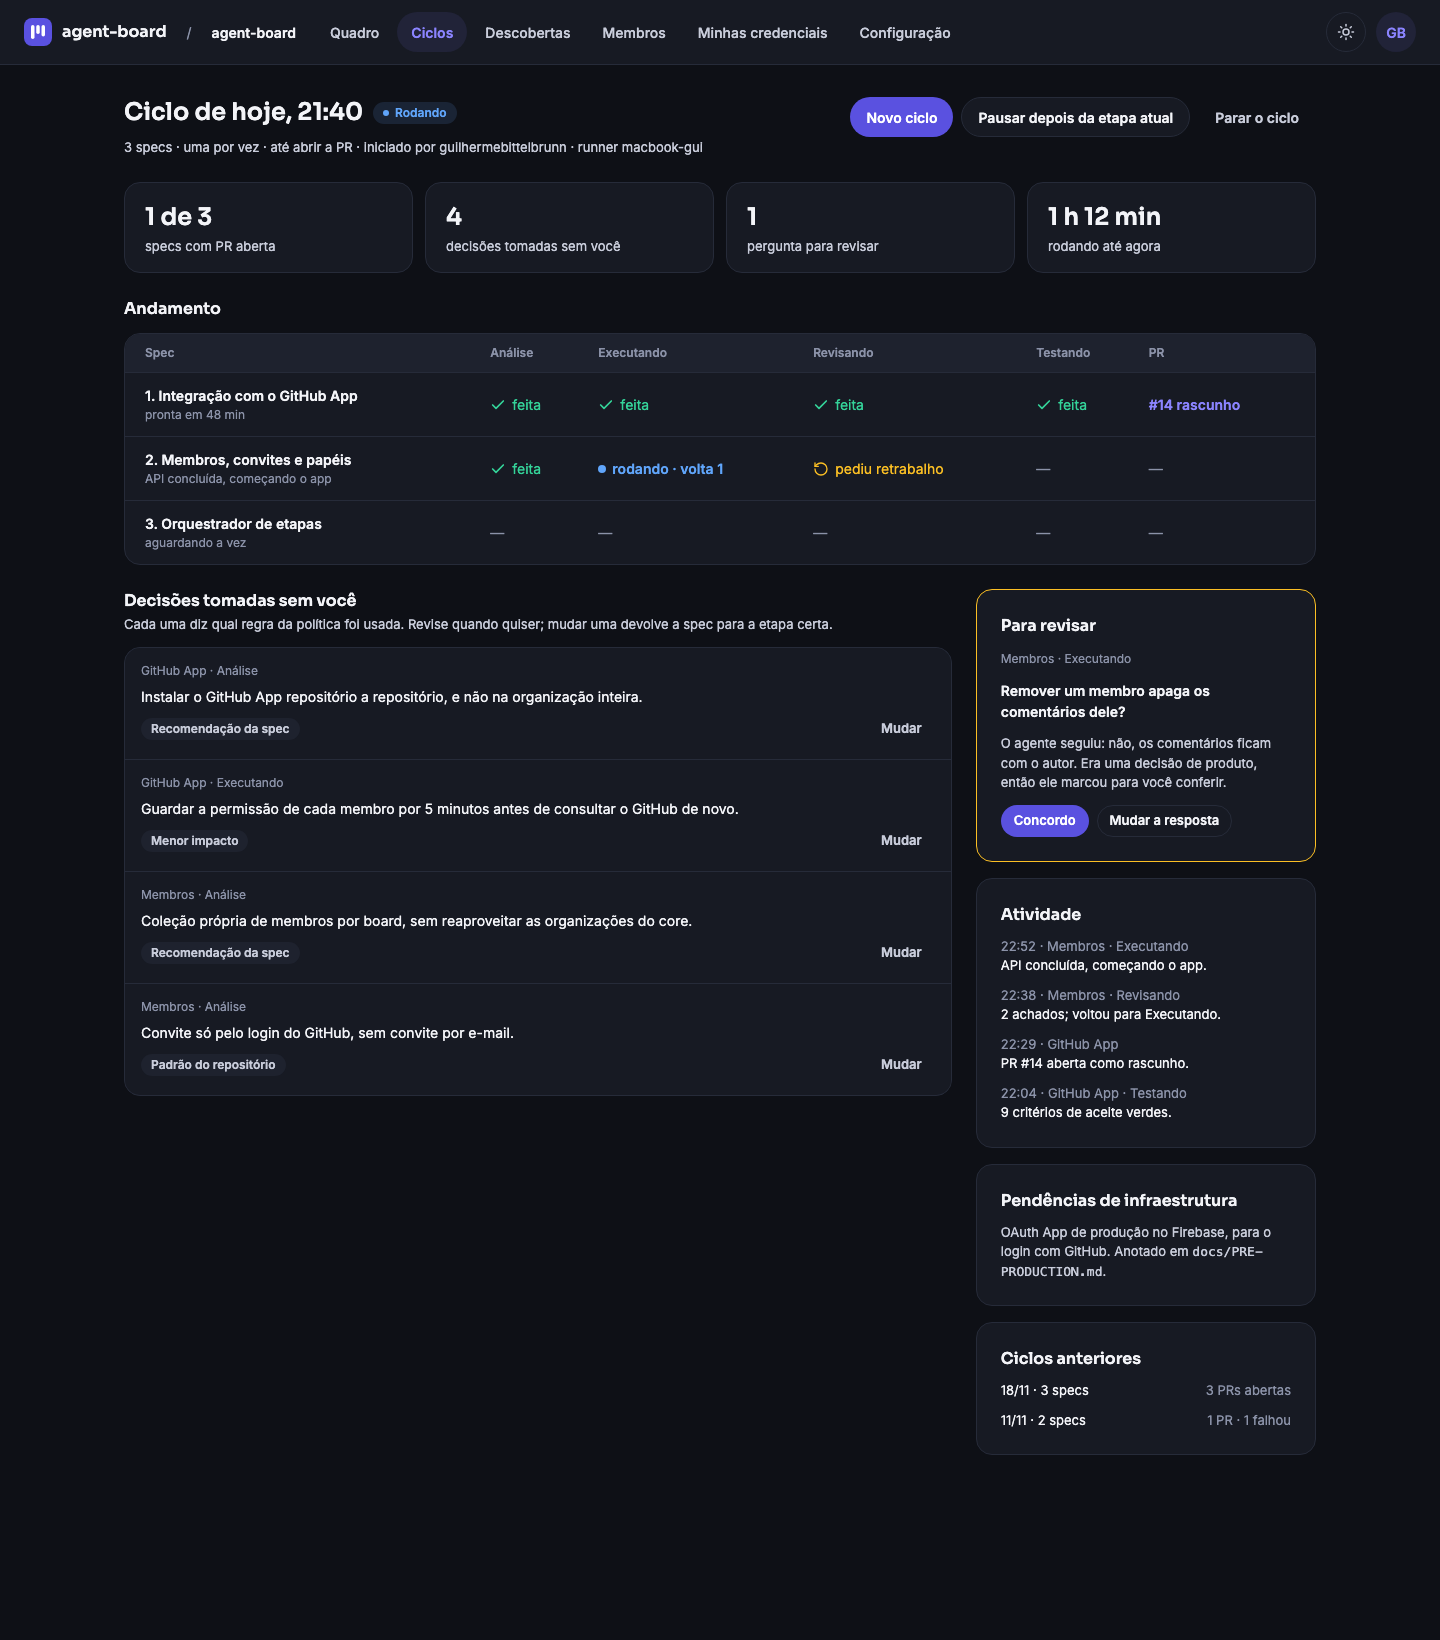 agent-board / agent-board Quadro Ciclos Descobertas Membros Minhas credenciais Configuração GB
Ciclo de hoje, 21:40 Rodando
Novo ciclo Pausar depois da etapa atual Parar o ciclo
3 specs · uma por vez · até abrir a PR · Iniciado por guilhermebittelbrunn · runner macbook-gui
1 de 3
specs com PR aberta
4
decisões tomadas sem você
1
pergunta para revisar
1 h 12 min
rodando até agora
Andamento
Spec Análise Executando Revisando Testando PR
1. Integração com o GitHub App
pronta em 48 min
feita feita feita feita #14 rascunho
2. Membros, convites e papéis
API concluída, começando o app
feita rodando · volta 1 pediu retrabalho — —
3. Orquestrador de etapas
aguardando a vez
— — — — —
Decisões tomadas sem você
Cada uma diz qual regra da política foi usada. Revise quando quiser; mudar uma devolve a spec para a etapa certa.
GitHub App · Análise
Instalar o GitHub App repositório a repositório, e não na organização inteira.
Recomendação da spec Mudar
GitHub App · Executando
Guardar a permissão de cada membro por 5 minutos antes de consultar o GitHub de novo.
Menor impacto Mudar
Membros · Análise
Coleção própria de membros por board, sem reaproveitar as organizações do core.
Recomendação da spec Mudar
Membros · Análise
Convite só pelo login do GitHub, sem convite por e-mail.
Padrão do repositório Mudar
Para revisar
Membros · Executando
Remover um membro apaga os
comentários dele?
O agente seguiu: não, os comentários ficam
com o autor. Era uma decisão de produto,
então ele marcou para você conferir.
Concordo Mudar a resposta
Atividade
22:52 · Membros · Executando
API concluída, começando o app.
22:38 · Membros · Revisando
2 achados; voltou para Executando.
22:29 · GitHub App
PR #14 aberta como rascunho.
22:04 · GitHub App · Testando
9 critérios de aceite verdes.
Pendências de infraestrutura
OAuth App de produção no Firebase, para o
login com GitHub. Anotado em docs/PRE-
PRODUCTION.md.
Ciclos anteriores
18/11 · 3 specs 3 PRs abertas
11/11 · 2 specs 1 PR · 1 falhou